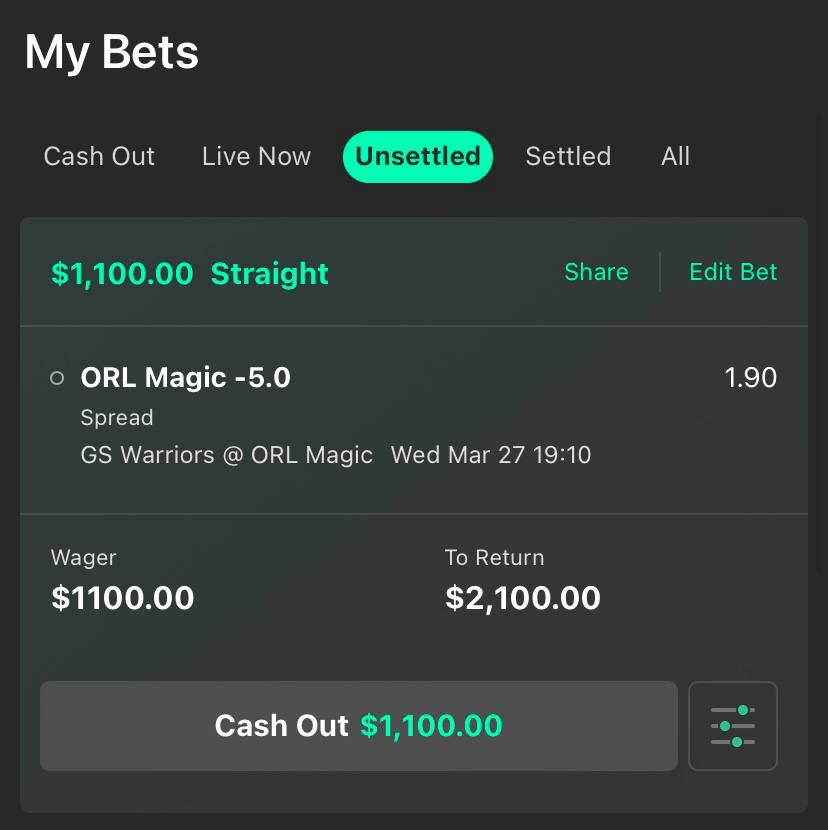 My Bets
Cash Out Live Now Unsettled Settled All
$1,100.00 Straight Share Edit Bet
ORL Magic -5.0 1.90
Spread
GS Warriors @ ORL Magic Wed Mar 27 19:10
Wager To Return
$1100.00 $2,100.00
Cash Out $1,100.00